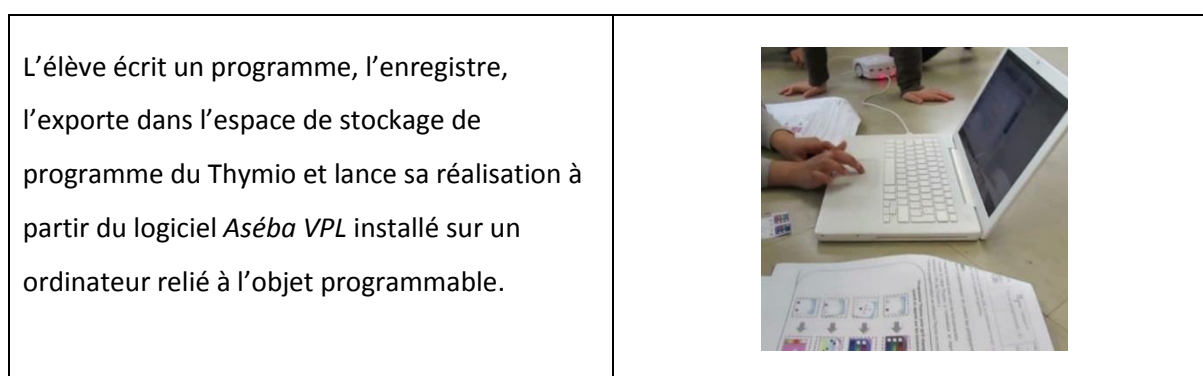 L’élève écrit un programme, l’enregistre,
l’exporte dans l’espace de stockage de
programme du Thymio et lance sa réalisation à
partir du logiciel Aséba VPL installé sur un
ordinateur relié à l’objet programmable.